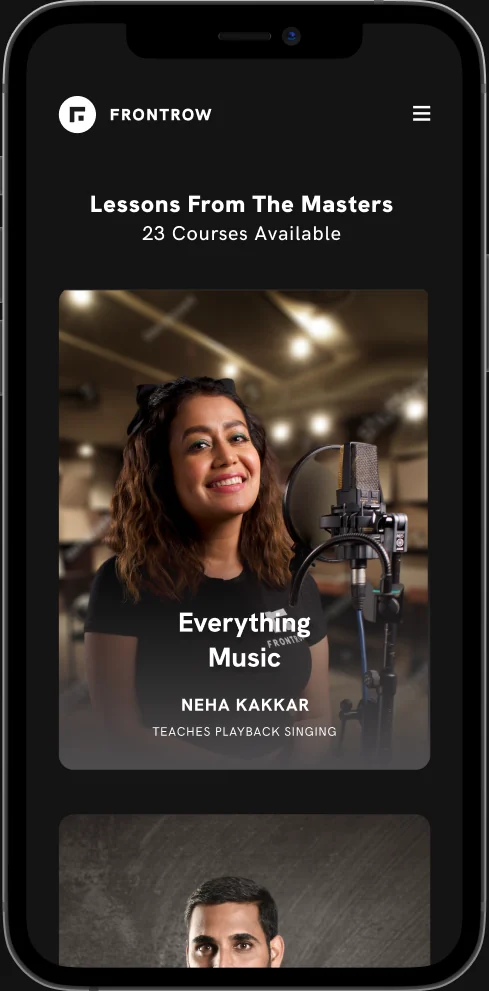 FRONTROW
Lessons From The Masters
23 Courses Available
Everything
Music
NEHA KAKKAR
TEACHES PLAYBACK SINGING